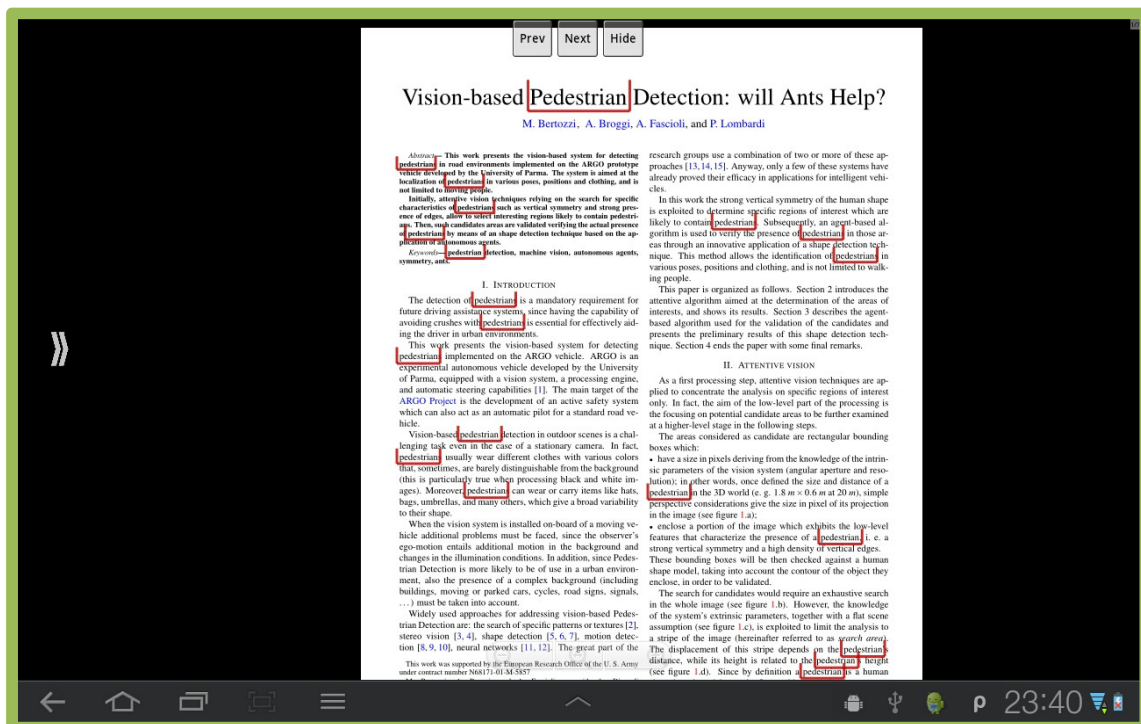 Prev Next Hide
Vision-based Pedestrian Detection: will Ants Help?
M. Bertozzi, A. Broggi, A. Fascioli, and P. Lombardi
Abstract— This work presents the vision-based system for detecting
pedestrians in road environments implemented on the ARGO prototype
vehicle developed by the University of Parma. The system is aimed at the
localization of pedestrians in various poses, positions and clothing, and is
not limited to moving people.
Initially, attentive vision techniques relying on the search for specific
characteristics of pedestrians such as vertical symmetry and strong pres-
ence of edges, allow to select interesting regions likely to contain pedestri-
ans. Then, such candidates areas are validated verifying the actual presence
of pedestrians by means of an shape detection technique based on the ap-
plication of autonomous agents.
Keywords— pedestrian detection, machine vision, autonomous agents,
symmetry, ants.
I. INTRODUCTION
The detection of pedestrians is a mandatory requirement for
future driving assistance systems, since having the capability of
avoiding crushes with pedestrians is essential for effectively aid-
ing the driver in urban environments.
This work presents the vision-based system for detecting
pedestrians implemented on the ARGO vehicle. ARGO is an
experimental autonomous vehicle developed by the University
of Parma, equipped with a vision system, a processing engine,
and automatic steering capabilities [1]. The main target of the
ARGO Project is the development of an active safety system
which can also act as an automatic pilot for a standard road ve-
hicle.
Vision-based pedestrian detection in outdoor scenes is a chal-
lenging task even in the case of a stationary camera. In fact,
pedestrians usually wear different clothes with various colors
that, sometimes, are barely distinguishable from the background
(this is particularly true when processing black and white im-
ages). Moreover, pedestrians can wear or carry items like hats,
bags, umbrellas, and many others, which give a broad variability
to their shape.
When the vision system is installed on-board of a moving ve-
hicle additional problems must be faced, since the observer's
ego-motion entails additional motion in the background and
changes in the illumination conditions. In addition, since Pedes-
trian Detection is more likely to be of use in a urban environ-
ment, also the presence of a complex background (including
buildings, moving or parked cars, cycles, road signs, signals,
...) must be taken into account.
Widely used approaches for addressing vision-based Pedes-
trian Detection are: the search of specific patterns or textures [2],
stereo vision [3, 4], shape detection [5, 6, 7], motion detec-
tion [8, 9, 10], neural networks [11, 12]. The great part of the
This work was supported by the European Research Office of the U. S. Army
under contract number N68171-01-M-5857
research groups use a combination of two or more of these ap-
proaches [13, 14, 15]. Anyway, only a few of these systems have
already proved their efficacy in applications for intelligent vehi-
cles.
In this work the strong vertical symmetry of the human shape
is exploited to determine specific regions of interest which are
likely to contain pedestrians. Subsequently, an agent-based al-
gorithm is used to verify the presence of pedestrians in those ar-
eas through an innovative application of a shape detection tech-
nique. This method allows the identification of pedestrians in
various poses, positions and clothing, and is not limited to walk-
ing people.
This paper is organized as follows. Section 2 introduces the
attentive algorithm aimed at the determination of the areas of
interests, and shows its results. Section 3 describes the agent-
based algorithm used for the validation of the candidates and
presents the preliminary results of this shape detection tech-
nique. Section 4 ends the paper with some final remarks.
II. ATTENTIVE VISION
As a first processing step, attentive vision techniques are ap-
plied to concentrate the analysis on specific regions of interest
only. In fact, the aim of the low-level part of the processing is
the focusing on potential candidate areas to be further examined
at a higher-level stage in the following steps.
The areas considered as candidate are rectangular bounding
boxes which:
• have a size in pixels deriving from the knowledge of the intrin-
sic parameters of the vision system (angular aperture and reso-
lution); in other words, once defined the size and distance of a
pedestrian in the 3D world (e. g. 1.8 m × 0.6 m at 20 m), simple
perspective considerations give the size in pixel of its projection
in the image (see figure 1.a);
• enclose a portion of the image which exhibits the low-level
features that characterize the presence of a pedestrian, i. e. a
strong vertical symmetry and a high density of vertical edges.
These bounding boxes will be then checked against a human
shape model, taking into account the contour of the object they
enclose, in order to be validated.
The search for candidates would require an exhaustive search
in the whole image (see figure 1.b). However, the knowledge
of the system's extrinsic parameters, together with a flat scene
assumption (see figure 1.c), is exploited to limit the analysis to
a stripe of the image (hereinafter referred to as search area).
The displacement of this stripe depends on the pedestrian's
distance, while its height is related to the pedestrian's height
(see figure 1.d). Since by definition a pedestrian is a human
23:40